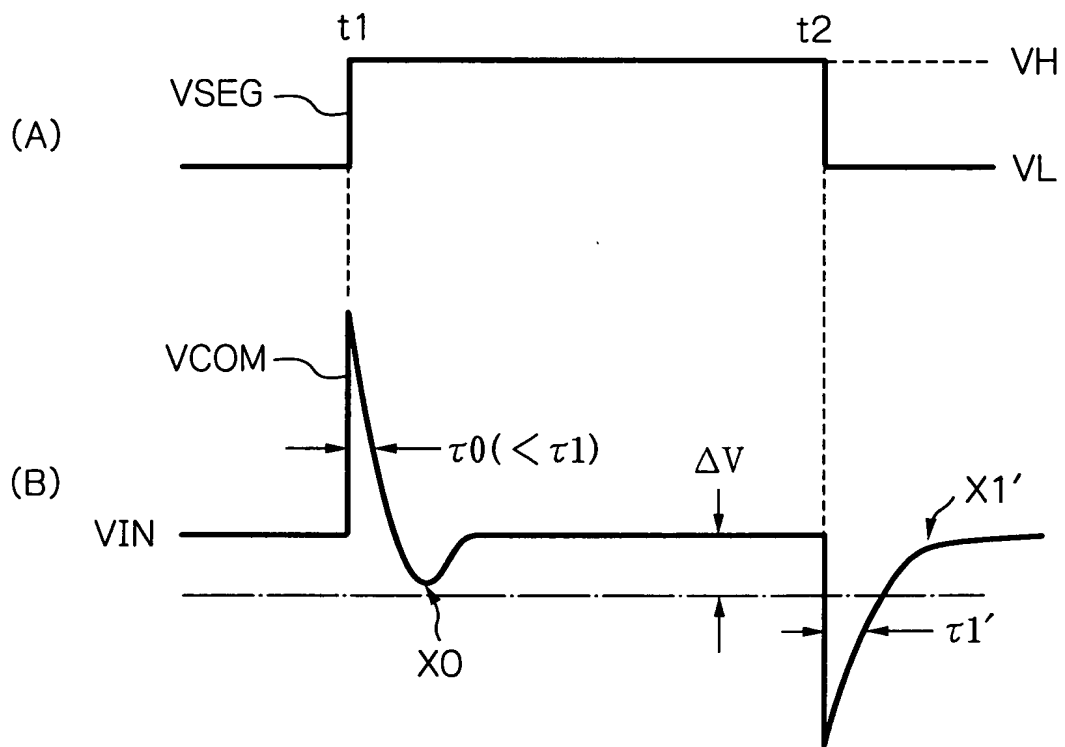 t1
t2
VH
VSEG
(A)
VL
VCOM
τ0(<τ1)
ΔV
(B)
X1′
VIN
τ1′
X0